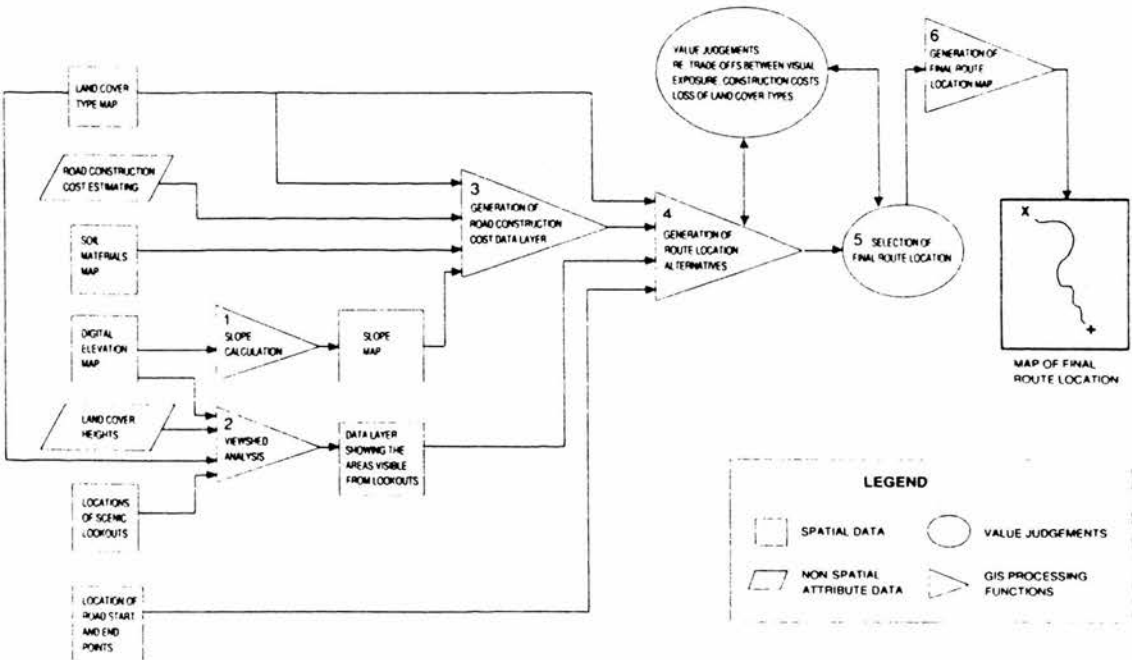 LAND COVER
TYPE MAP
ROAD CONSTRUCTION
COST ESTIMATING
SOIL
MATERIALS
MAP
DIGITAL
ELEVATION
MAP
LAND COVER
HEIGHTS
LOCATIONS
OF SCENIC
LOOKOUTS
LOCATION OF
ROAD START
AND END
POINTS
1
SLOPE
CALCULATION
SLOPE
MAP
2
VIEWSHED
ANALYSIS
DATA LAYER
SHOWING THE
AREAS VISIBLE
FROM LOOKOUTS
3
GENERATION OF
ROAD CONSTRUCTION
COST DATA LAYER
4
GENERATION OF
ROUTE LOCATION
ALTERNATIVES
VALUE JUDGEMENTS
RE. TRADE OFFS BETWEEN VISUAL
EXPOSURE. CONSTRUCTION COSTS
LOSS OF LAND COVER TYPES.
5 SELECTION OF
FINAL ROUTE LOCATION
6
GENERATION OF
FINAL ROUTE
LOCATION MAP
X
+
MAP OF FINAL
ROUTE LOCATION
LEGEND
SPATIAL DATA
VALUE JUDGEMENTS
NON SPATIAL
ATTRIBUTE DATA
GIS PROCESSING
FUNCTIONS